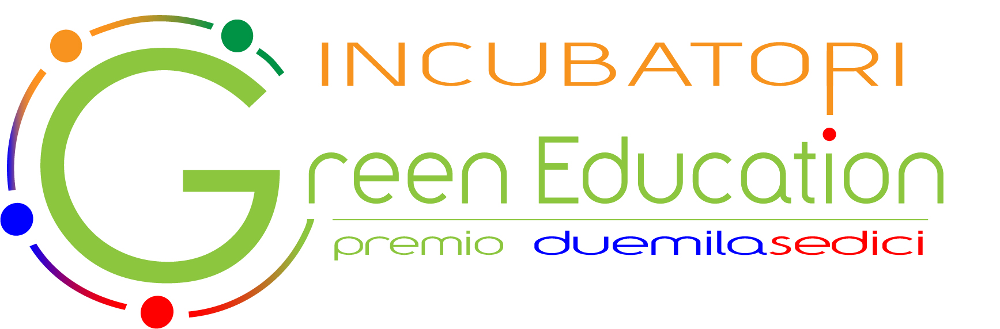 INCUBATORI
Green Education
premio duemilasedici